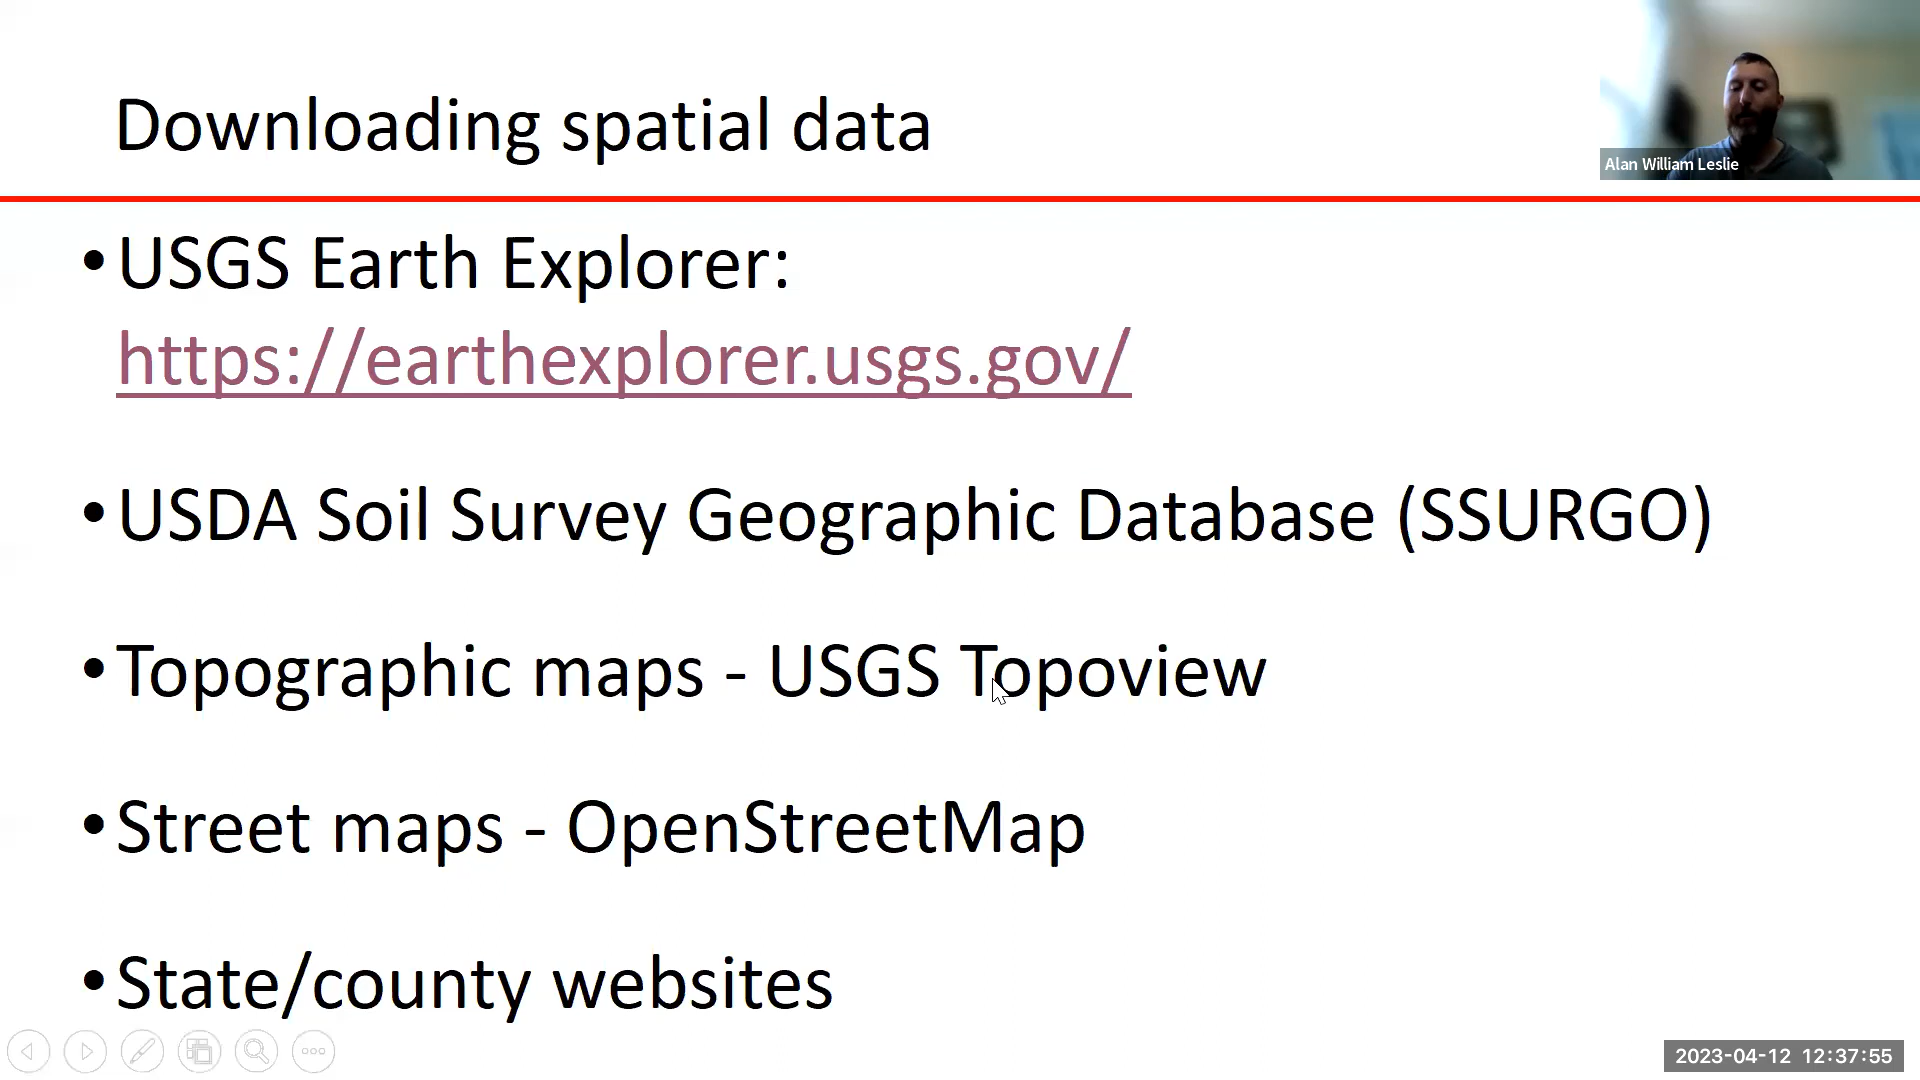 Downloading spatial data
Alan William Leslie
•USGS Earth Explorer:
https://earthexplorer.usgs.gov/
•USDA Soil Survey Geographic Database (SSURGO)
•Topographic maps - USGS Topoview
•Street maps - OpenStreetMap
•State/county websites
2023-04-12 12:37:55